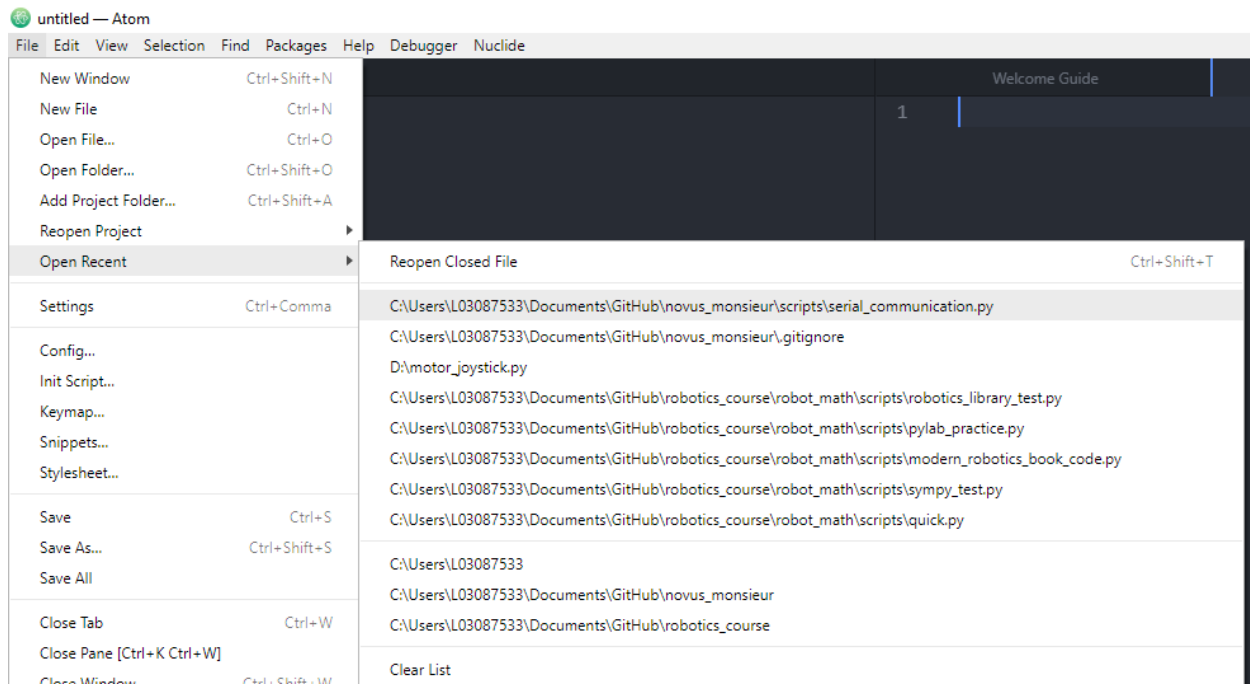 untitled — Atom
File Edit View Selection Find Packages Help Debugger Nuclide
New Window Ctrl+Shift+N
New File Ctrl+N
Open File... Ctrl+O
Open Folder... Ctrl+Shift+O
Add Project Folder... Ctrl+Shift+A
Reopen Project
Open Recent
Settings Ctrl+Comma
Config...
Init Script...
Keymap...
Snippets...
Stylesheet...
Save Ctrl+S
Save As... Ctrl+Shift+S
Save All
Close Tab Ctrl+W
Close Pane [Ctrl+K Ctrl+W]
Close Window Ctrl+Shift+W
Welcome Guide
1
Reopen Closed File Ctrl+Shift+T
C:\Users\L03087533\Documents\GitHub\novus_monsieur\scripts\serial_communication.py
C:\Users\L03087533\Documents\GitHub\novus_monsieur\.gitignore
D:\motor_joystick.py
C:\Users\L03087533\Documents\GitHub\robotics_course\robot_math\scripts\robotics_library_test.py
C:\Users\L03087533\Documents\GitHub\robotics_course\robot_math\scripts\pylab_practice.py
C:\Users\L03087533\Documents\GitHub\robotics_course\robot_math\scripts\modern_robotics_book_code.py
C:\Users\L03087533\Documents\GitHub\robotics_course\robot_math\scripts\sympy_test.py
C:\Users\L03087533\Documents\GitHub\robotics_course\robot_math\scripts\quick.py
C:\Users\L03087533
C:\Users\L03087533\Documents\GitHub\novus_monsieur
C:\Users\L03087533\Documents\GitHub\robotics_course
Clear List